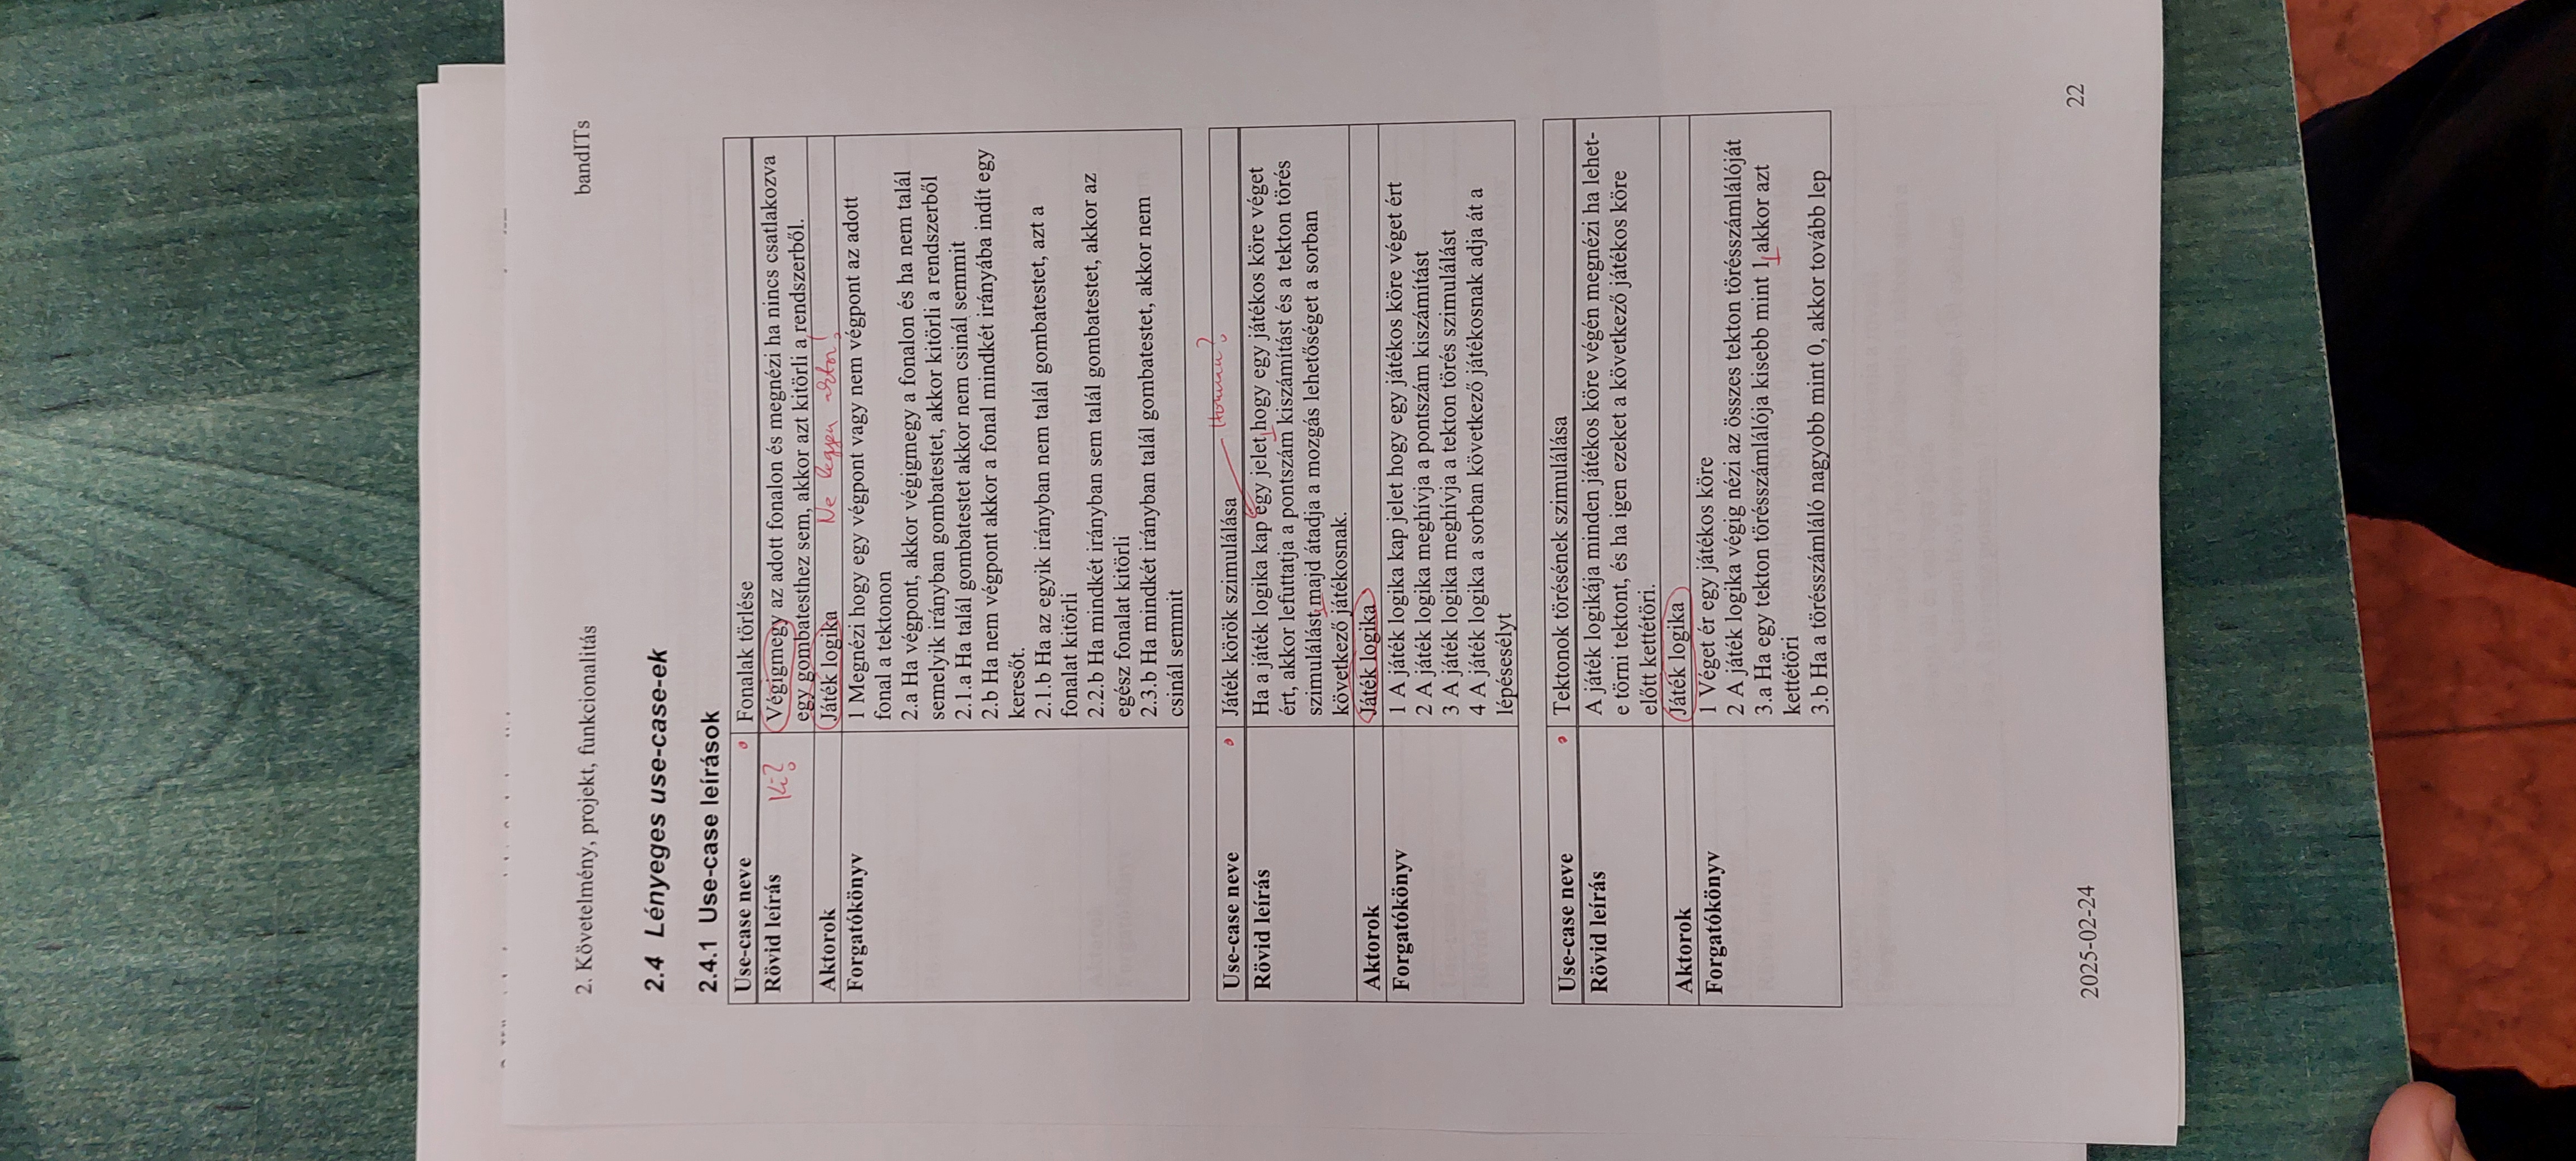 2. Követelmény, projekt, funkcionalitás bandITs
2.4 Lényeges use-case-ek
2.4.1 Use-case leírások
Use-case neve Fonalak törlése
Rövid leírás Ki? Végigmegy az adott fonalon és megnézi ha nincs csatlakozva
egy gombatesthez sem, akkor azt kitörli a rendszerből.
Aktorok Játék logika Ne legyen aktor!
Forgatókönyv 1 Megnézi hogy egy végpont vagy nem végpont az adott
fonal a tektonon
2.a Ha végpont, akkor végigmegy a fonalon és ha nem talál
semelyik irányban gombatestet, akkor kitörli a rendszerből
2.1.a Ha talál gombatestet akkor nem csinál semmit
2.b Ha nem végpont akkor a fonal mindkét irányába indít egy
keresőt.
2.1.b Ha az egyik irányban nem talál gombatestet, azt a
fonalat kitörli
2.2.b Ha mindkét irányban sem talál gombatestet, akkor az
egész fonalat kitörli
2.3.b Ha mindkét irányban talál gombatestet, akkor nem
csinál semmit
Use-case neve Játék körök szimulálása Honnan?
Rövid leírás Ha a játék logika kap egy jelet hogy egy játékos köre véget
ért, akkor lefuttatja a pontszám kiszámítást és a tekton törés
szimulálást majd átadja a mozgás lehetőséget a sorban
következő játékosnak.
Aktorok Játék logika
Forgatókönyv 1 A játék logika kap jelet hogy egy játékos köre véget ért
2 A játék logika meghívja a pontszám kiszámítást
3 A játék logika meghívja a tekton törés szimulálást
4 A játék logika a sorban következő játékosnak adja át a
lépésesélyt
Use-case neve Tektonok törésének szimulálása
Rövid leírás A játék logikája minden játékos köre végén megnézi ha lehet-
e törni tektont, és ha igen ezeket a következő játékos köre
előtt kettétöri.
Aktorok Játék logika
Forgatókönyv 1 Véget ér egy játékos köre
2 A játék logika végig nézi az összes tekton törésszámlálóját
3.a Ha egy tekton törésszámlálója kisebb mint 1 akkor azt
kettétöri
3.b Ha a törésszámláló nagyobb mint 0, akkor tovább lep
2025-02-24 22